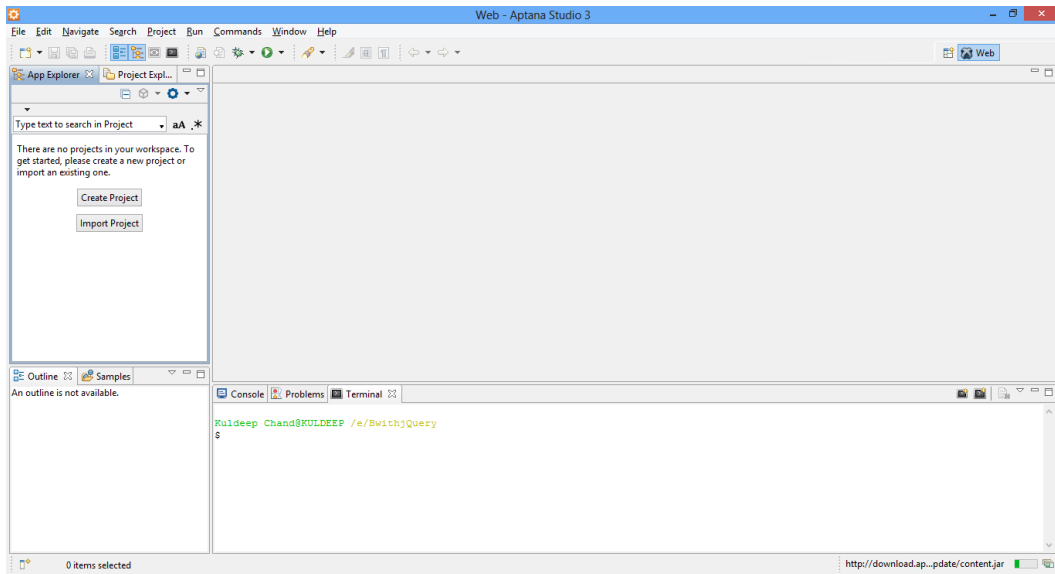 Web - Aptana Studio 3
File Edit Navigate Search Project Run Commands Window Help
Web
App Explorer Project Expl...
Type text to search in Project aA .*
There are no projects in your workspace. To
get started, please create a new project or
import an existing one.
Create Project
Import Project
Outline Samples
An outline is not available.
Console Problems Terminal
Kuldeep Chand@KULDEEP /e/BwithjQuery
$
0 items selected
http://download.ap...pdate/content.jar